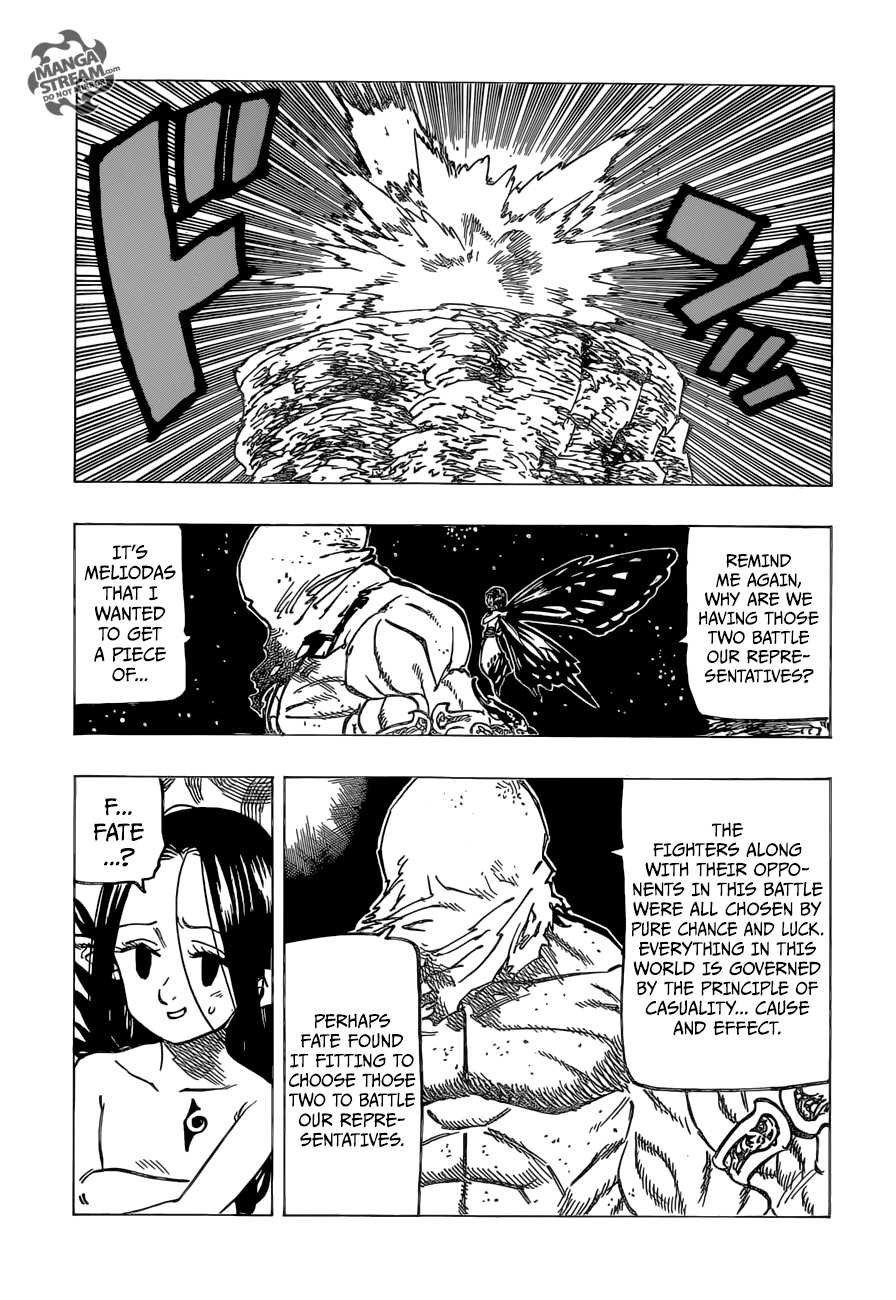 MANGA
STREAM.com
ドドンッ
REMIND
ME AGAIN,
WHY ARE WE
HAVING THOSE
TWO BATTLE
OUR REPRE-
SENTATIVES?
IT'S
MELIODAS
THAT I
WANTED
TO GET
A PIECE
OF...
THE
FIGHTERS ALONG
WITH THEIR OPPO-
NENTS IN THIS BATTLE
WERE ALL CHOSEN BY
PURE CHANCE AND LUCK.
EVERYTHING IN THIS
WORLD IS GOVERNED
BY THE PRINCIPLE OF
CASUALITY... CAUSE
AND EFFECT.
PERHAPS
FATE FOUND
IT FITTING TO
CHOOSE THOSE
TWO TO BATTLE
OUR REPRE-
SENTATIVES.
F...
FATE
...?